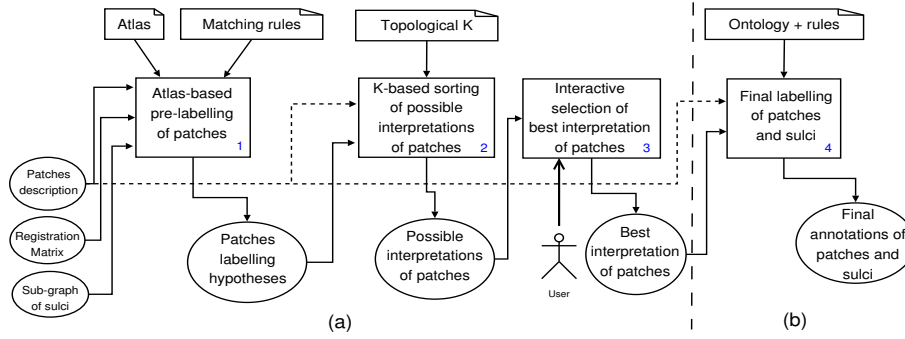 Atlas
Matching rules
Topological K
Ontology + rules
Atlas-based
pre-labelling
of patches
1
K-based sorting
of possible
interpretations
of patches
2
Interactive
selection of
best interpretation
of patches
3
Final labelling
of patches
and sulci
4
Patches
description
Registration
Matrix
Sub-graph
of sulci
Patches
labelling
hypotheses
Possible
interpretations
of patches
User
Best
interpretation
of patches
Final
annotations of
patches and
sulci
(a)
(b)